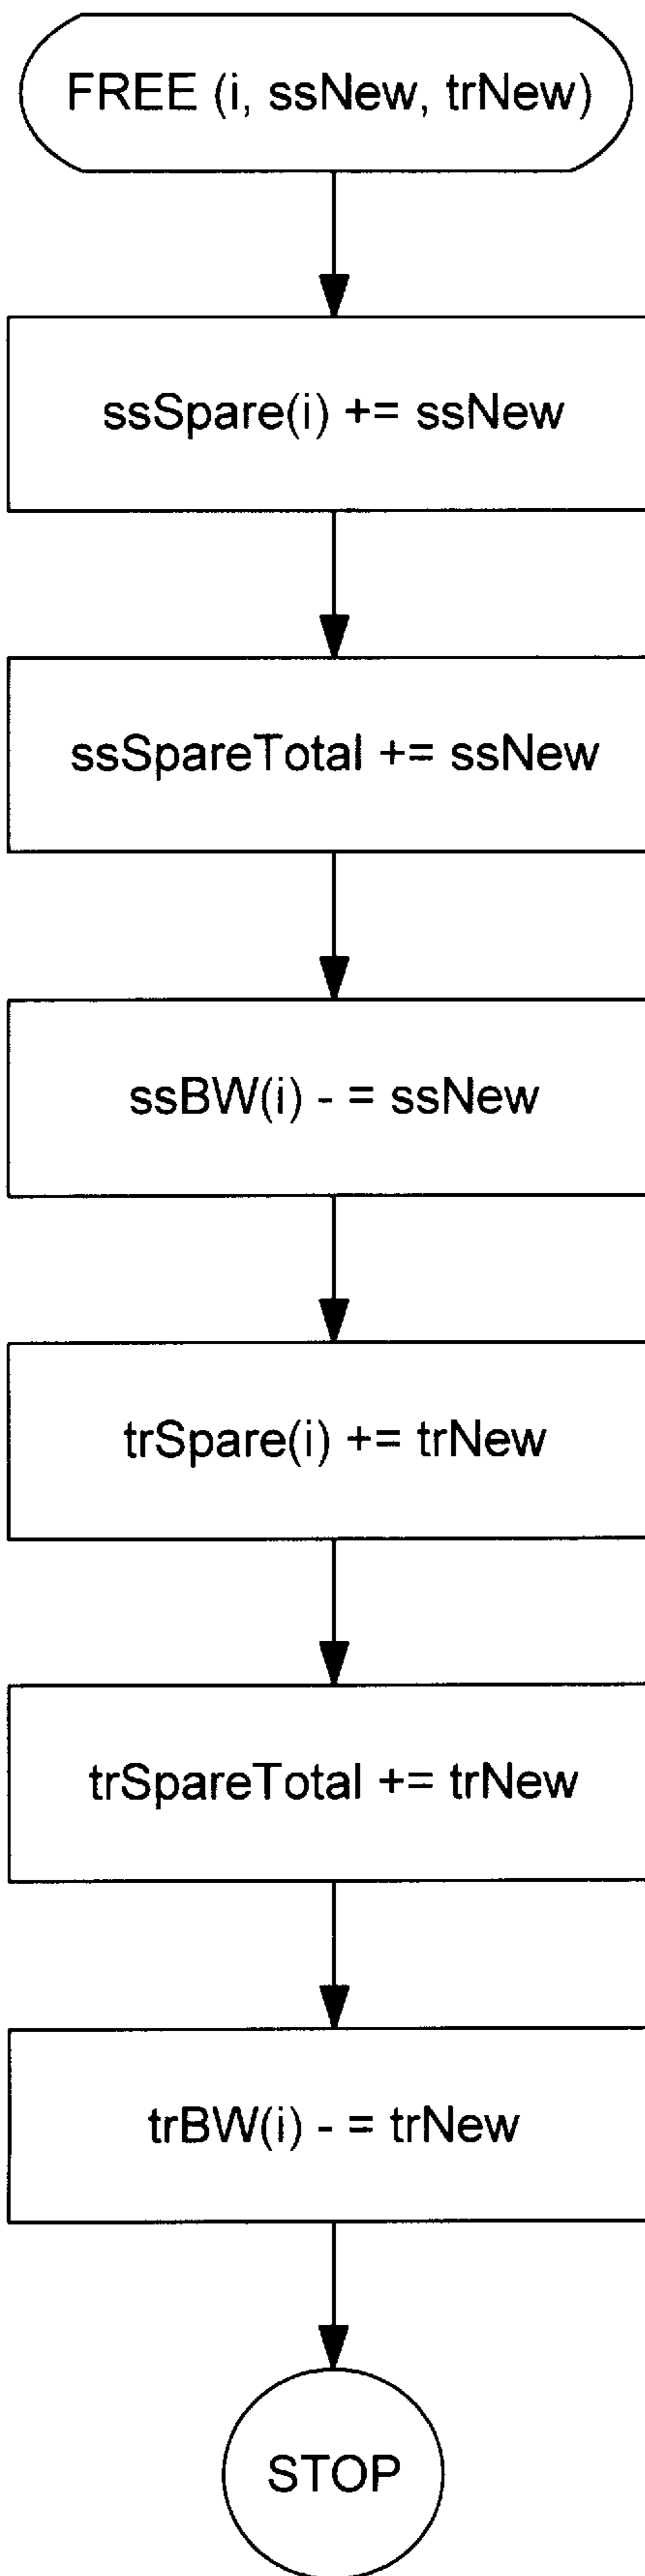 FREE (i, ssNew, trNew)
ssSpare(i) += ssNew
ssSpareTotal += ssNew
ssBW(i) - = ssNew
trSpare(i) += trNew
trSpareTotal += trNew
trBW(i) - = trNew
STOP